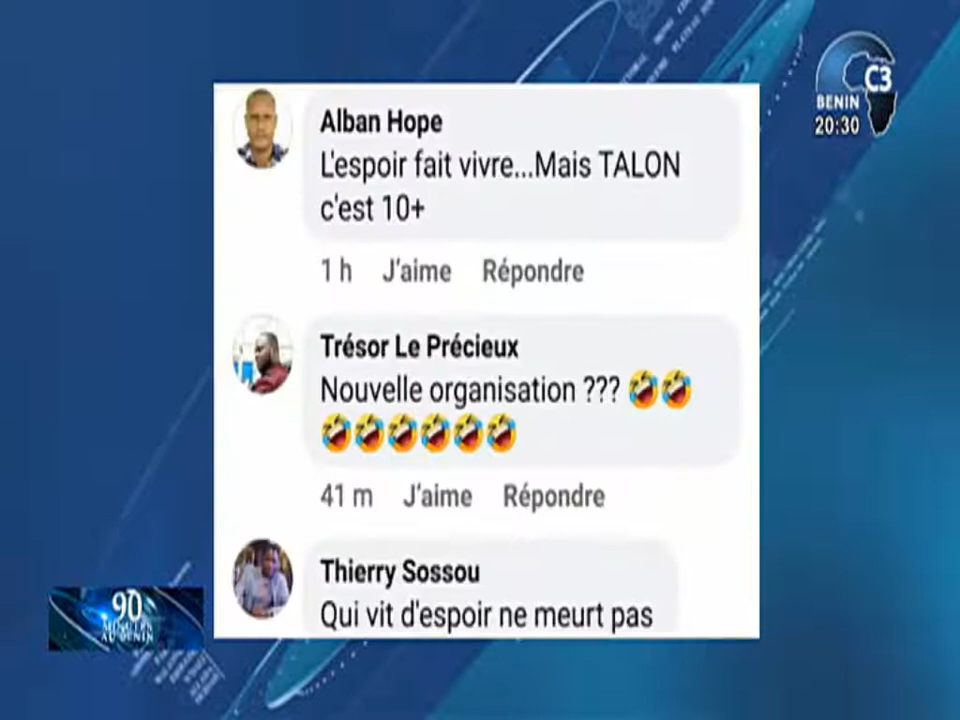 C3
BENIN
20:30
Alban Hope
L'espoir fait vivre...Mais TALON
c'est 10+
1 h J'aime Répondre
Trésor Le Précieux
Nouvelle organisation ??? 🤣🤣
🤣🤣🤣🤣🤣🤣
41 m J'aime Répondre
Thierry Sossou
Qui vit d'espoir ne meurt pas
90
MINUTES
AU BENIN